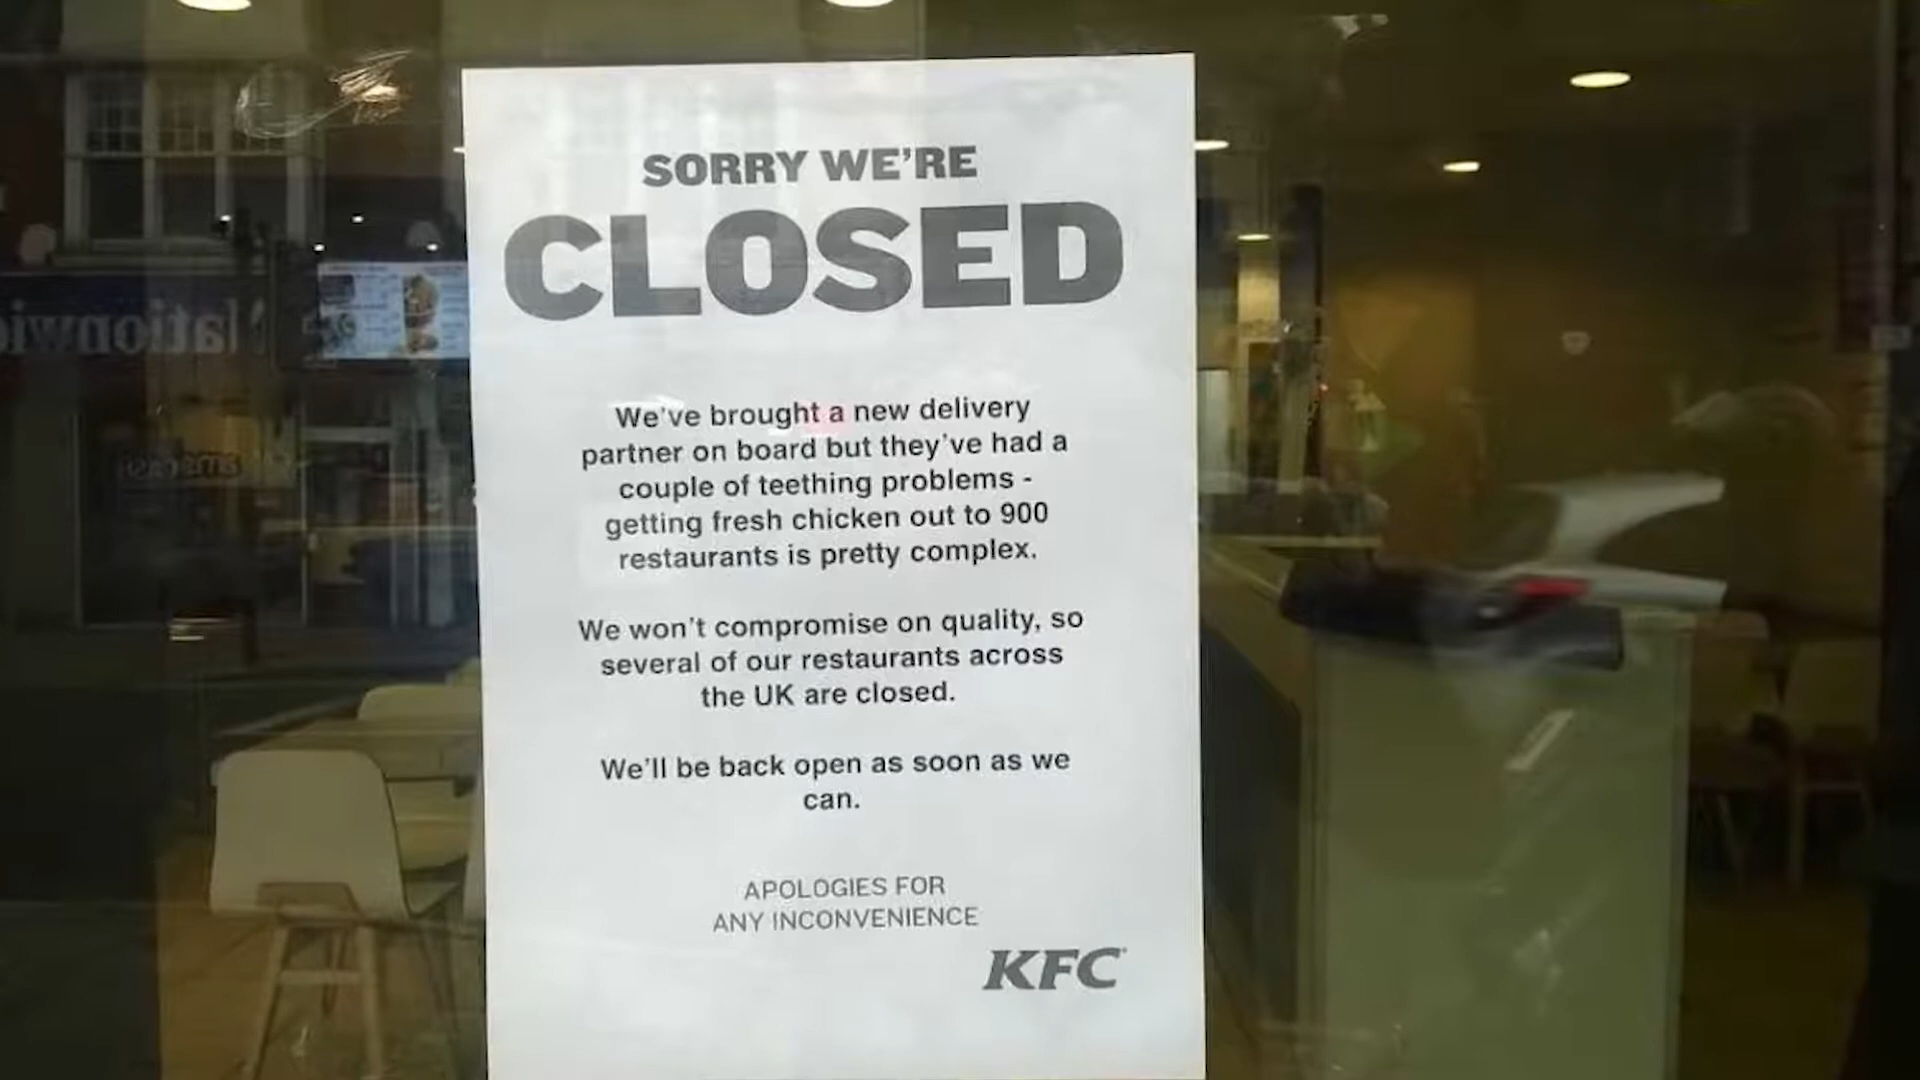 SORRY WE'RE
CLOSED
We've brought a new delivery
partner on board but they've had a
couple of teething problems -
getting fresh chicken out to 900
restaurants is pretty complex.
We won't compromise on quality, so
several of our restaurants across
the UK are closed.
We'll be back open as soon as we
can.
APOLOGIES FOR
ANY INCONVENIENCE
KFC